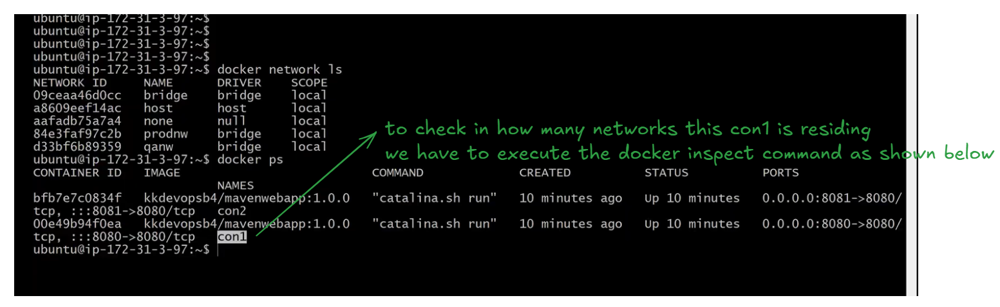 ubuntu@ip-172-31-3-97:~$
ubuntu@ip-172-31-3-97:~$
ubuntu@ip-172-31-3-97:~$
ubuntu@ip-172-31-3-97:~$
ubuntu@ip-172-31-3-97:~$ docker network ls
NETWORK ID     NAME      DRIVER    SCOPE
09ceaa46d0cc   bridge    bridge    local
a8609eef14ac   host      host      local
aafadb75a7a4   none      null      local
84e3faf97c2b   prodnw    bridge    local
d33bf6b89359   qanw      bridge    local
to check in how many networks this con1 is residing
we have to execute the docker inspect command as shown below
ubuntu@ip-172-31-3-97:~$ docker ps
CONTAINER ID   IMAGE                          COMMAND             CREATED          STATUS          PORTS
                         NAMES
bfb7e7c0834f   kkdevopsb4/mavenwebapp:1.0.0   "catalina.sh run"   10 minutes ago   Up 10 minutes   0.0.0.0:8081->8080/
tcp, :::8081->8080/tcp   con2
00e49b94f0ea   kkdevopsb4/mavenwebapp:1.0.0   "catalina.sh run"   10 minutes ago   Up 10 minutes   0.0.0.0:8080->8080/
tcp, :::8080->8080/tcp   con1
ubuntu@ip-172-31-3-97:~$